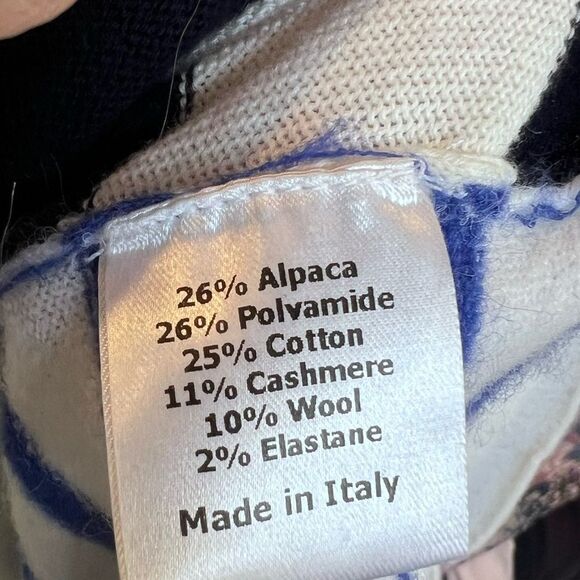 26% Alpaca
26% Polvamide
25% Cotton
11% Cashmere
10% Wool
2% Elastane
Made in Italy